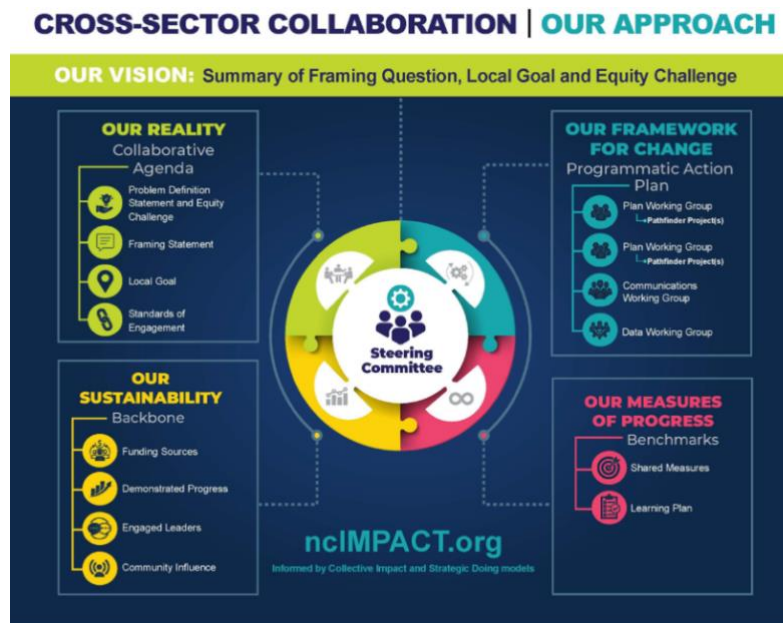 CROSS-SECTOR COLLABORATION | OUR APPROACH
OUR VISION: Summary of Framing Question, Local Goal and Equity Challenge
OUR REALITY
Collaborative
Agenda
Problem Definition
Statement and Equity
Challenge
Framing Statement
Local Goal
Standards of
Engagement
OUR FRAMEWORK
FOR CHANGE
Programmatic Action
Plan
Plan Working Group
Pathfinder Project(s)
Plan Working Group
Pathfinder Project(s)
Communications
Working Group
Data Working Group
Steering
Committee
OUR
SUSTAINABILITY
Backbone
Funding Sources
Demonstrated Progress
Engaged Leaders
Community Influence
OUR MEASURES
OF PROGRESS
Benchmarks
Shared Measures
Learning Plan
ncIMPACT.org
Informed by Collective Impact and Strategic Doing models